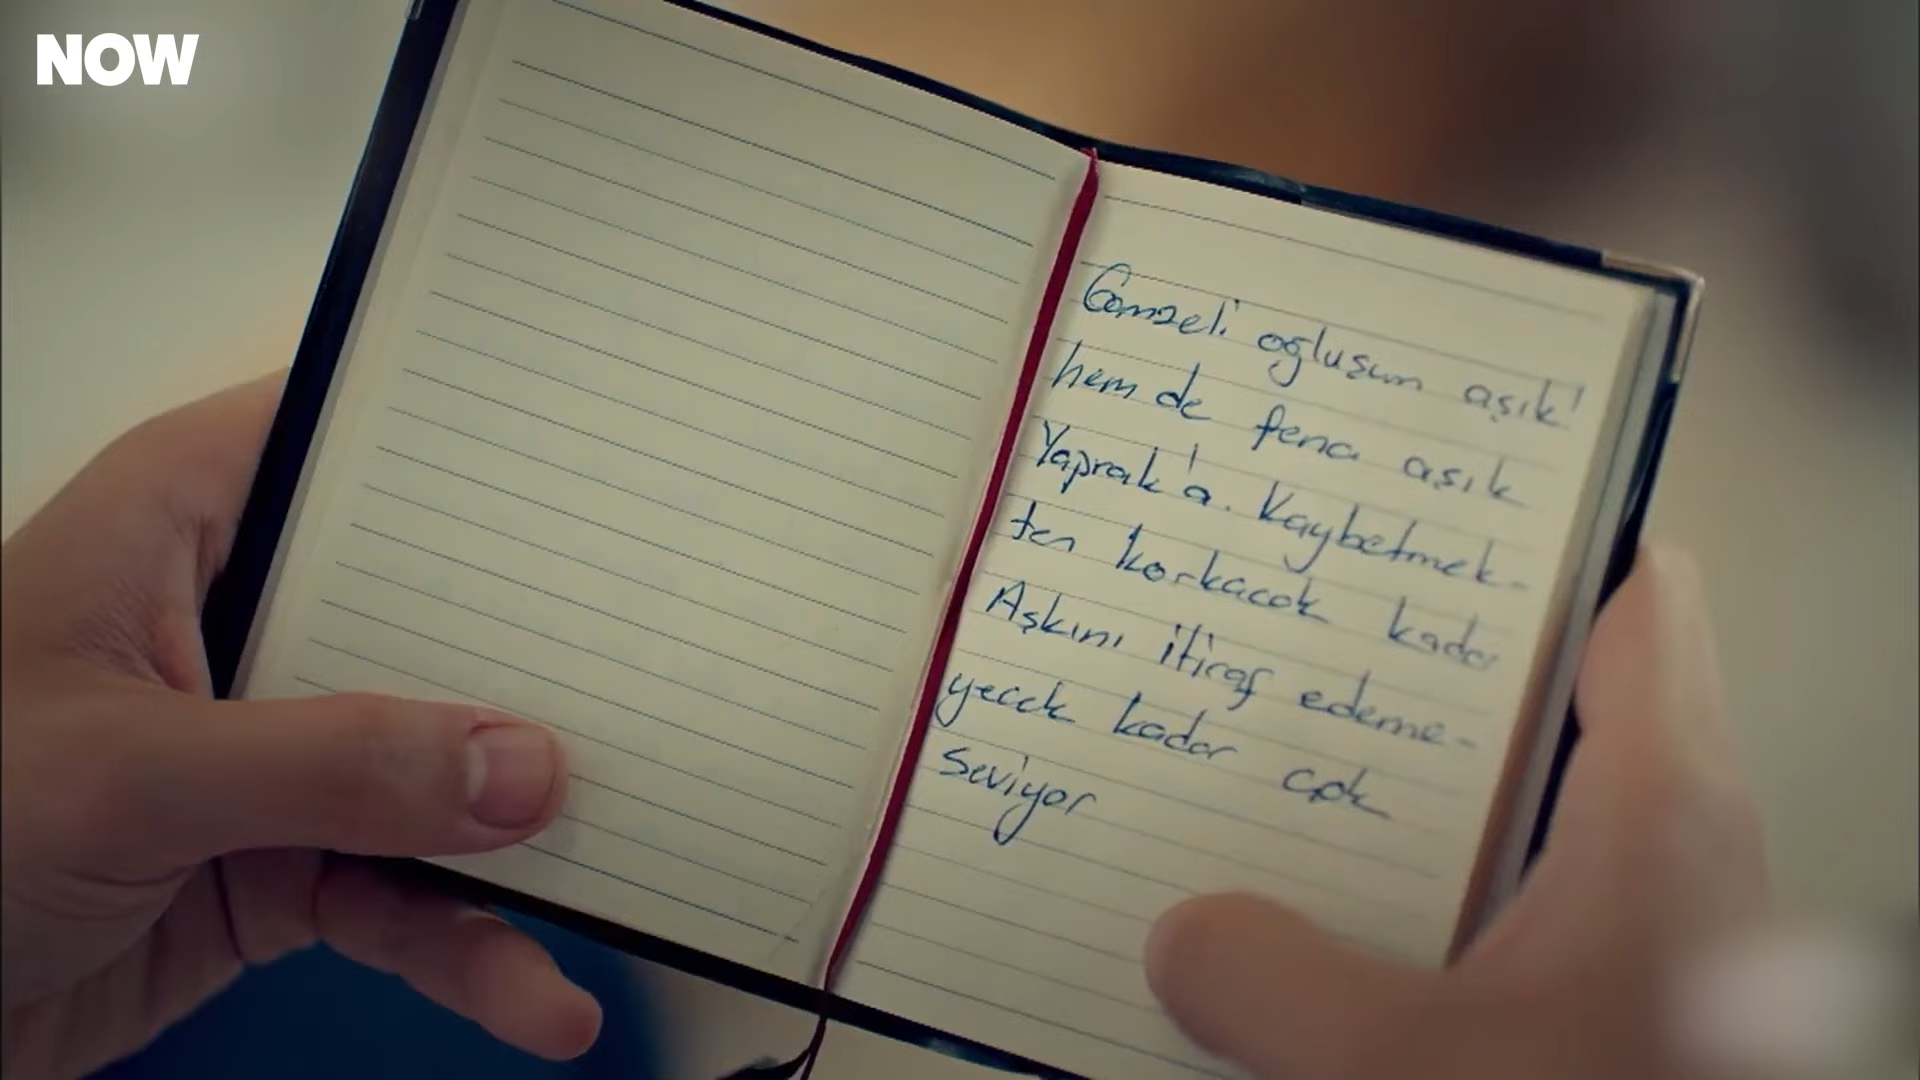 NOW
Gamzeli oğluşum aşık!
hem de fena aşık
Yaprak'a. Kaybetmek-
ten korkacak kadar
Aşkını itiraf edeme-
yecek kadar çok
seviyor